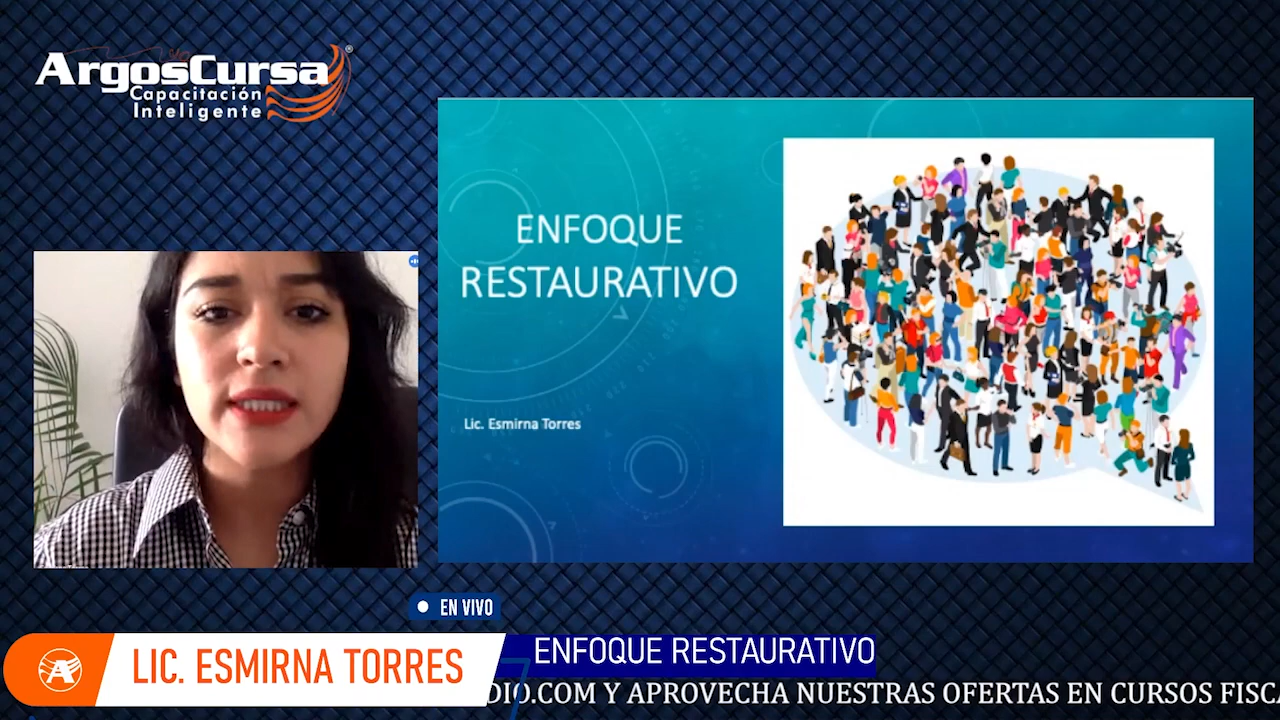 ArgosCursa®
Capacitación
Inteligente
ENFOQUE
RESTAURATIVO
Lic. Esmirna Torres
EN VIVO
LIC. ESMIRNA TORRES
ENFOQUE RESTAURATIVO
DIO.COM Y APROVECHA NUESTRAS OFERTAS EN CURSOS FISCA